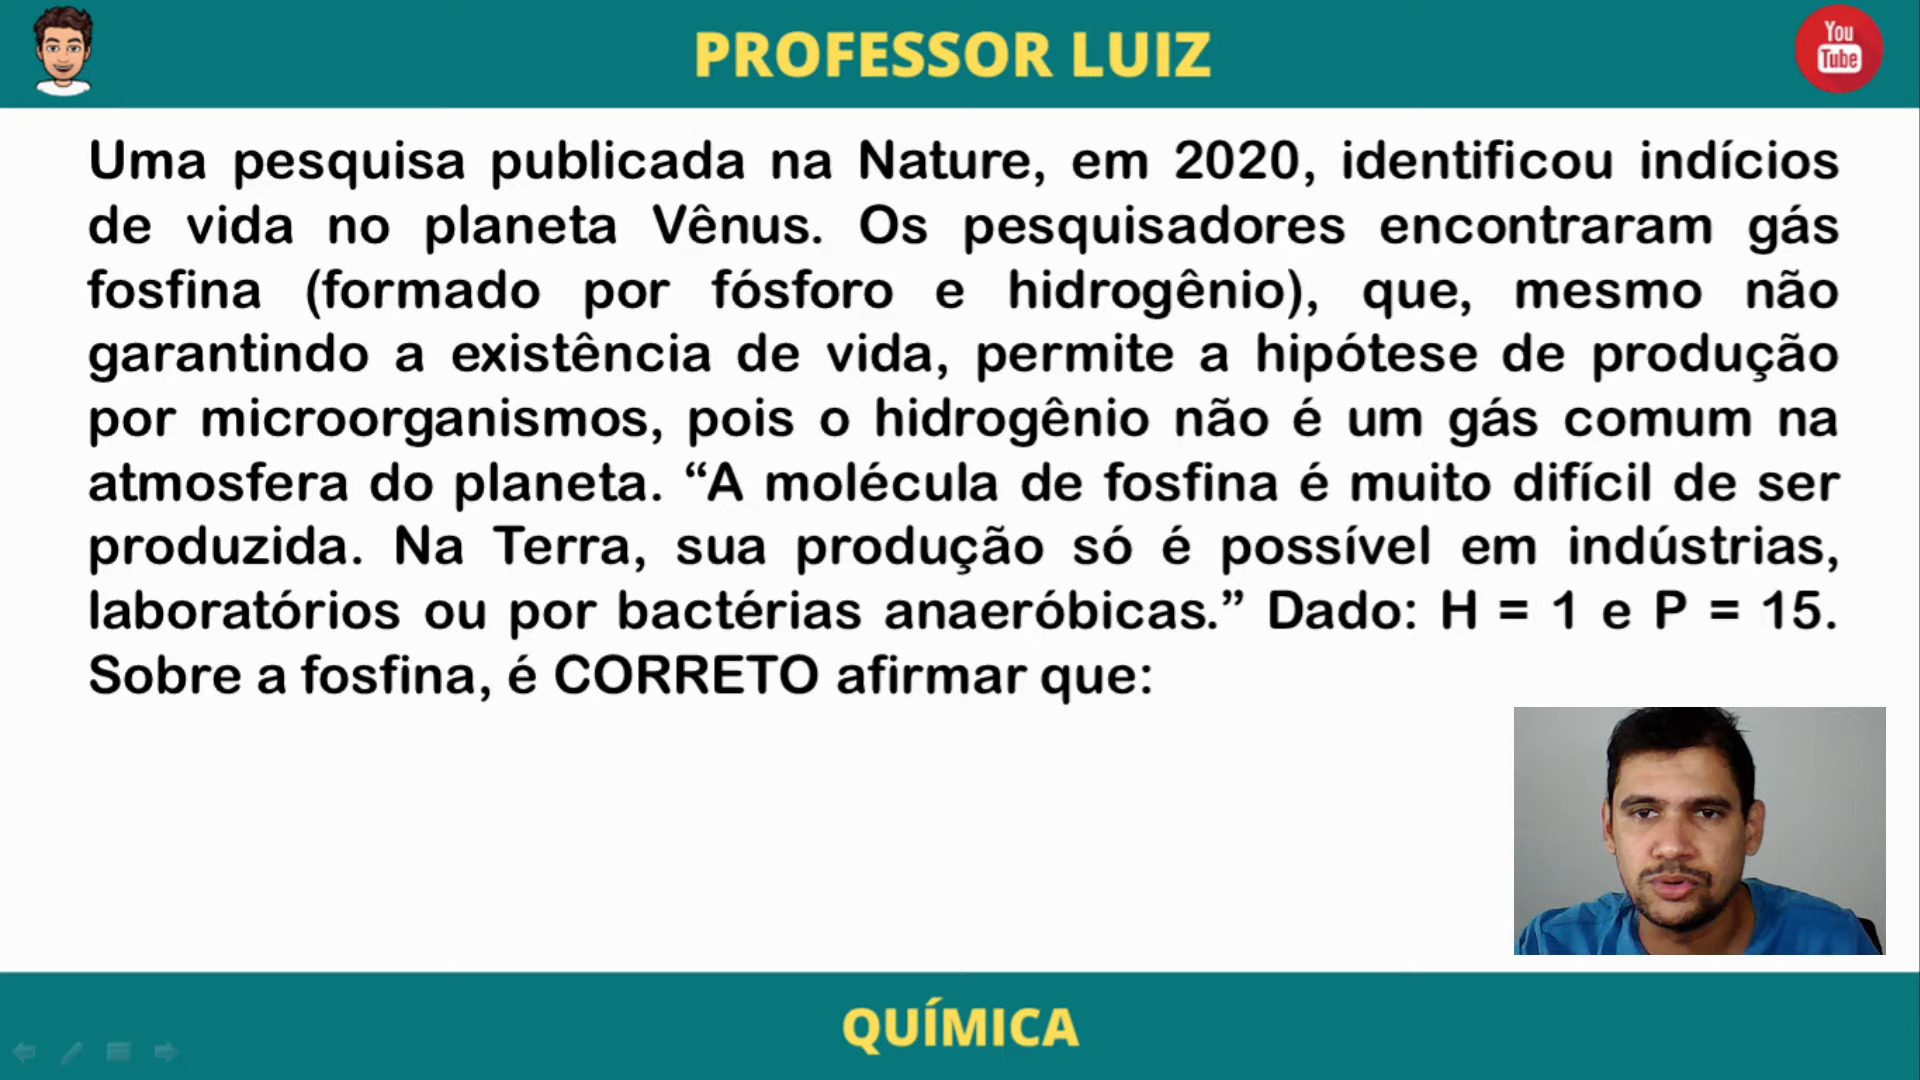 PROFESSOR LUIZ
You
Tube
Uma pesquisa publicada na Nature, em 2020, identificou indícios
de vida no planeta Vênus. Os pesquisadores encontraram gás
fosfina (formado por fósforo e hidrogênio), que, mesmo não
garantindo a existência de vida, permite a hipótese de produção
por microorganismos, pois o hidrogênio não é um gás comum na
atmosfera do planeta. “A molécula de fosfina é muito difícil de ser
produzida. Na Terra, sua produção só é possível em indústrias,
laboratórios ou por bactérias anaeróbicas.” Dado: H = 1 e P = 15.
Sobre a fosfina, é CORRETO afirmar que:
QUÍMICA